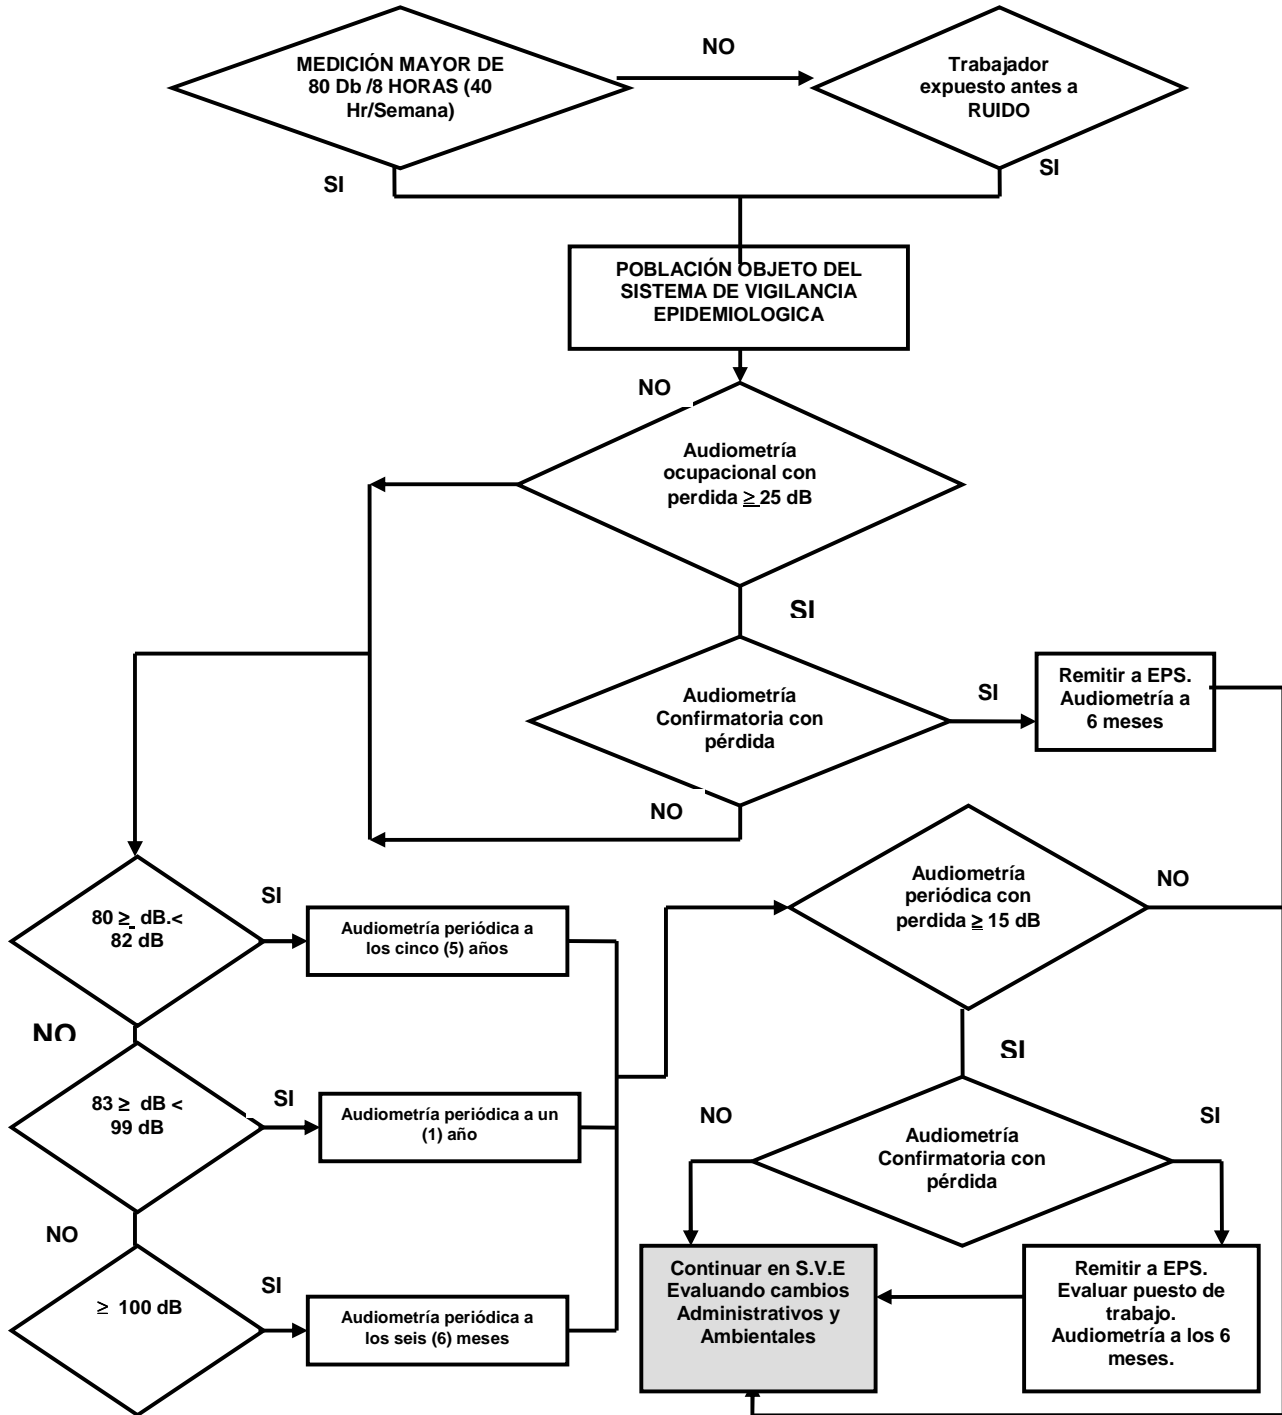 NO
MEDICIÓN MAYOR DE
80 Db /8 HORAS (40
Hr/Semana)
Trabajador
expuesto antes a
RUIDO
SI
SI
POBLACIÓN OBJETO DEL
SISTEMA DE VIGILANCIA
EPIDEMIOLOGICA
NO
Audiometría
ocupacional con
perdida ≥ 25 dB
SI
Audiometría
Confirmatoria con
pérdida
SI
Remitir a EPS.
Audiometría a
6 meses
NO
80 ≥ dB.<
82 dB
SI
Audiometría periódica a
los cinco (5) años
Audiometría
periódica con
perdida ≥ 15 dB
NO
NO
SI
83 ≥ dB <
99 dB
SI
Audiometría periódica a un
(1) año
NO
Audiometría
Confirmatoria con
pérdida
SI
NO
≥ 100 dB
SI
Audiometría periódica a
los seis (6) meses
Continuar en S.V.E
Evaluando cambios
Administrativos y
Ambientales
Remitir a EPS.
Evaluar puesto de
trabajo.
Audiometría a los 6
meses.